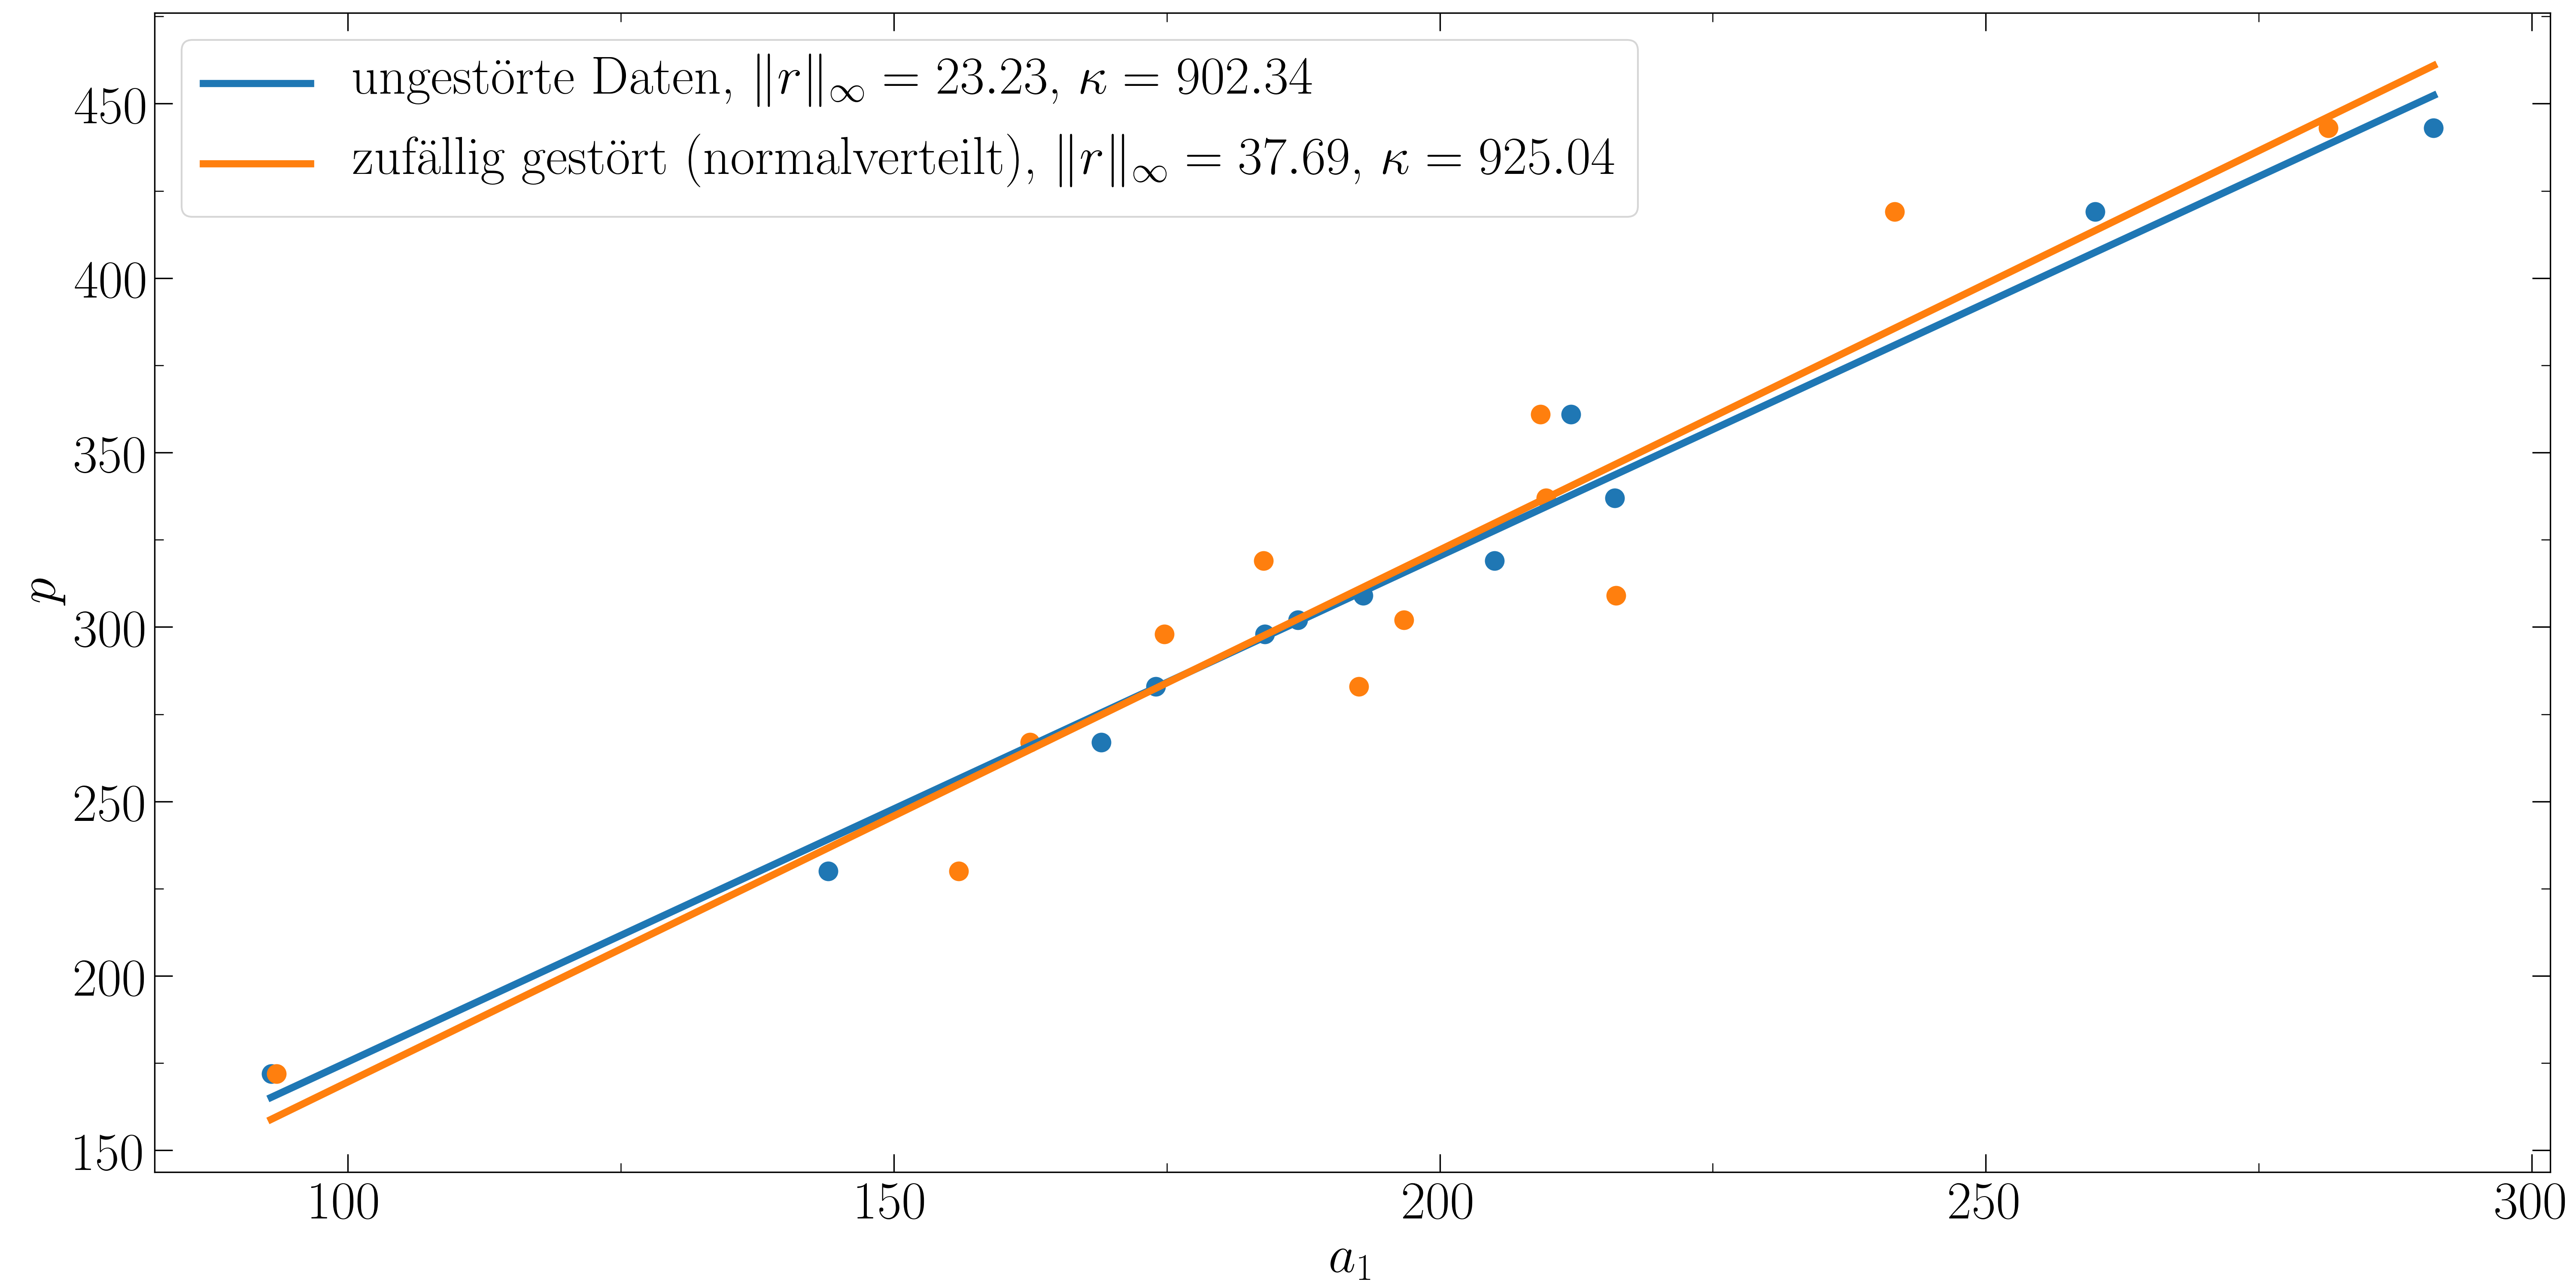 ungestörte Daten, ‖r‖∞ = 23.23, κ = 902.34
zufällig gestört (normalverteilt), ‖r‖∞ = 37.69, κ = 925.04
450
400
350
300
250
200
150
p
100 150 200 250 300
a₁